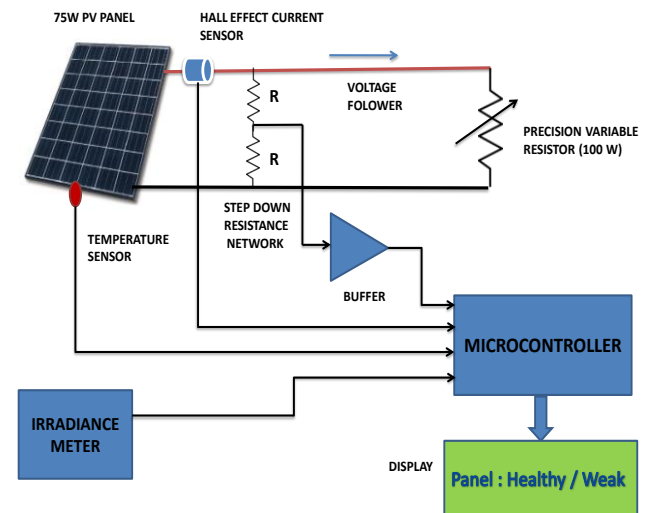 75W PV PANEL
HALL EFFECT CURRENT
SENSOR
R
VOLTAGE
FOLOWER
PRECISION VARIABLE
RESISTOR (100 W)
R
STEP DOWN
RESISTANCE
NETWORK
TEMPERATURE
SENSOR
BUFFER
MICROCONTROLLER
IRRADIANCE
METER
DISPLAY
Panel : Healthy / Weak